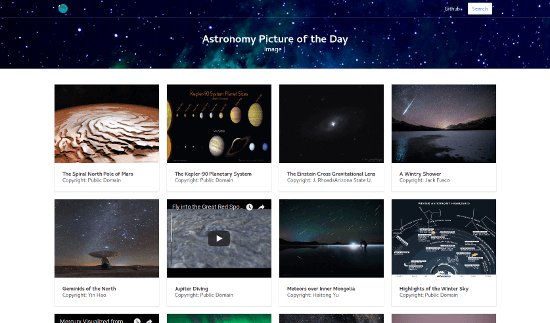 Github
Search
Astronomy Picture of the Day
Image
Kepler-90 System Planet Sizes
The Spiral North Pole of Mars
Copyright: Public Domain
The Kepler-90 Planetary System
Copyright: Public Domain
The Einstein Cross Gravitational Lens
Copyright: J. Rhoads
A Wintry Shower
Copyright: Jack Fusco
Fly into the Great Red Spo...
Geminids of the North
Copyright: Yin Hao
Jupiter Diving
Copyright: Public Domain
Meteors over Inner Mongolia
Copyright: Haitong Yu
Highlights of the Winter Sky
Copyright: Public Domain
Mercury Visualized from